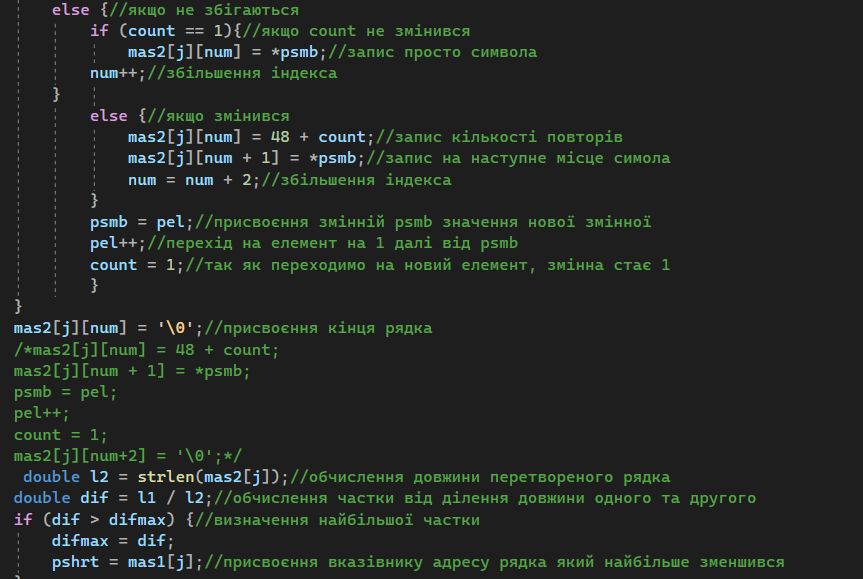 else {//якщо не збігаються
if (count == 1){//якщо count не змінився
mas2[j][num] = *psmb;//запис просто символа
num++;//збільшення індекса
}
else {//якщо змінився
mas2[j][num] = 48 + count;//запис кількості повторів
mas2[j][num + 1] = *psmb;//запис на наступне місце симола
num = num + 2;//збільшення індекса
}
psmb = pel;//присвоєння змінній psmb значення нової змінної
pel++;//перехід на елемент на 1 далі від psmb
count = 1;//так як переходимо на новий елемент, змінна стає 1
}
}
mas2[j][num] = '\0';//присвоєння кінця рядка
/*mas2[j][num] = 48 + count;
mas2[j][num + 1] = *psmb;
psmb = pel;
pel++;
count = 1;
mas2[j][num+2] = '\0';*/
double l2 = strlen(mas2[j]);//обчислення довжини перетвореного рядка
double dif = l1 / l2;//обчислення частки від ділення довжини одного та другого
if (dif > difmax) {//визначення найбільшої частки
difmax = dif;
pshrt = mas1[j];//присвоєння вказівнику адресу рядка який найбільше зменшився